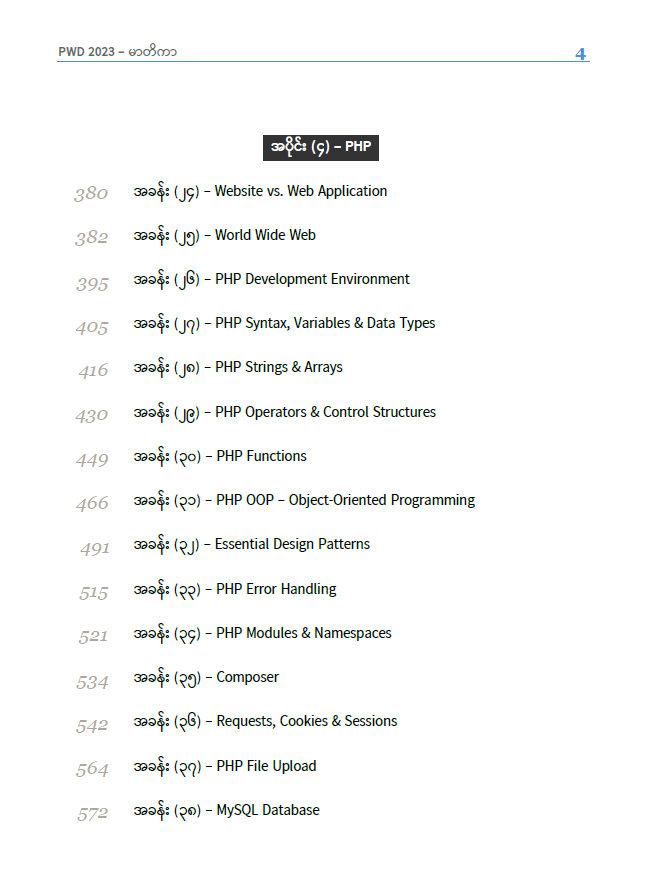 PWD 2023 – မာတိကာ 4
အပိုင်း (၄) – PHP
380 အခန်း (၂၄) – Website vs. Web Application
382 အခန်း (၂၅) – World Wide Web
395 အခန်း (၂၆) – PHP Development Environment
405 အခန်း (၂၇) – PHP Syntax, Variables & Data Types
416 အခန်း (၂၈) – PHP Strings & Arrays
430 အခန်း (၂၉) – PHP Operators & Control Structures
449 အခန်း (၃၀) – PHP Functions
466 အခန်း (၃၁) – PHP OOP – Object-Oriented Programming
491 အခန်း (၃၂) – Essential Design Patterns
515 အခန်း (၃၃) – PHP Error Handling
521 အခန်း (၃၄) – PHP Modules & Namespaces
534 အခန်း (၃၅) – Composer
542 အခန်း (၃၆) – Requests, Cookies & Sessions
564 အခန်း (၃၇) – PHP File Upload
572 အခန်း (၃၈) – MySQL Database